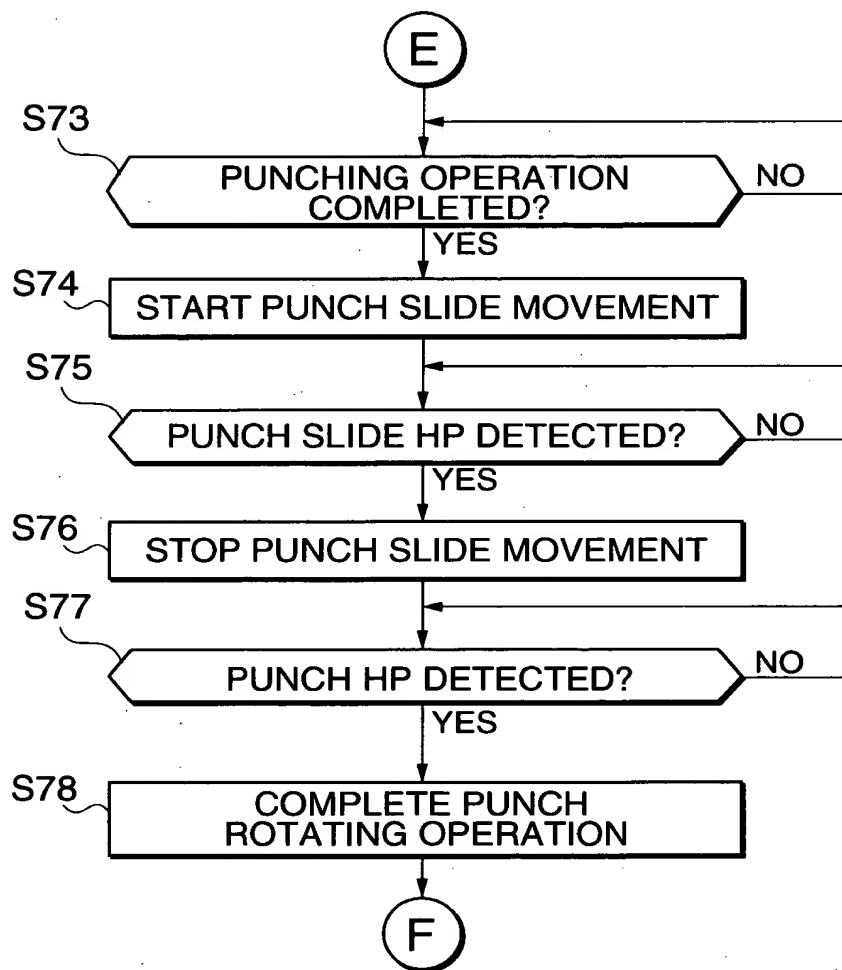 E
S73
PUNCHING OPERATION
COMPLETED?
NO
YES
S74
START PUNCH SLIDE MOVEMENT
S75
PUNCH SLIDE HP DETECTED?
NO
YES
S76
STOP PUNCH SLIDE MOVEMENT
S77
PUNCH HP DETECTED?
NO
YES
S78
COMPLETE PUNCH
ROTATING OPERATION
F